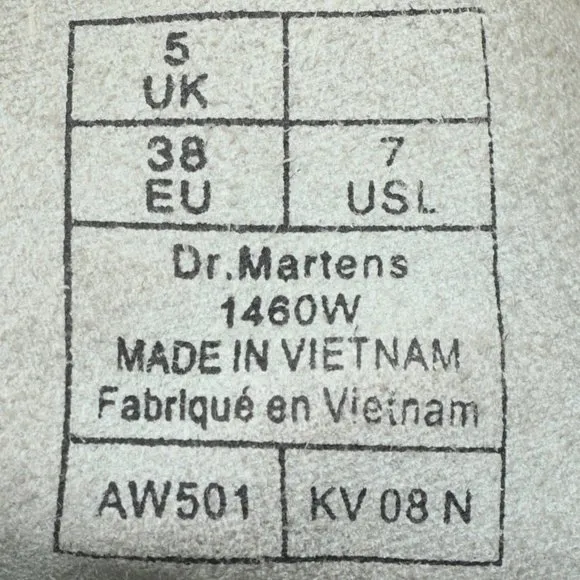 5
UK
38
EU
7
USL
Dr.Martens
1460W
MADE IN VIETNAM
Fabriqué en Vietnam
AW501
KV 08 N